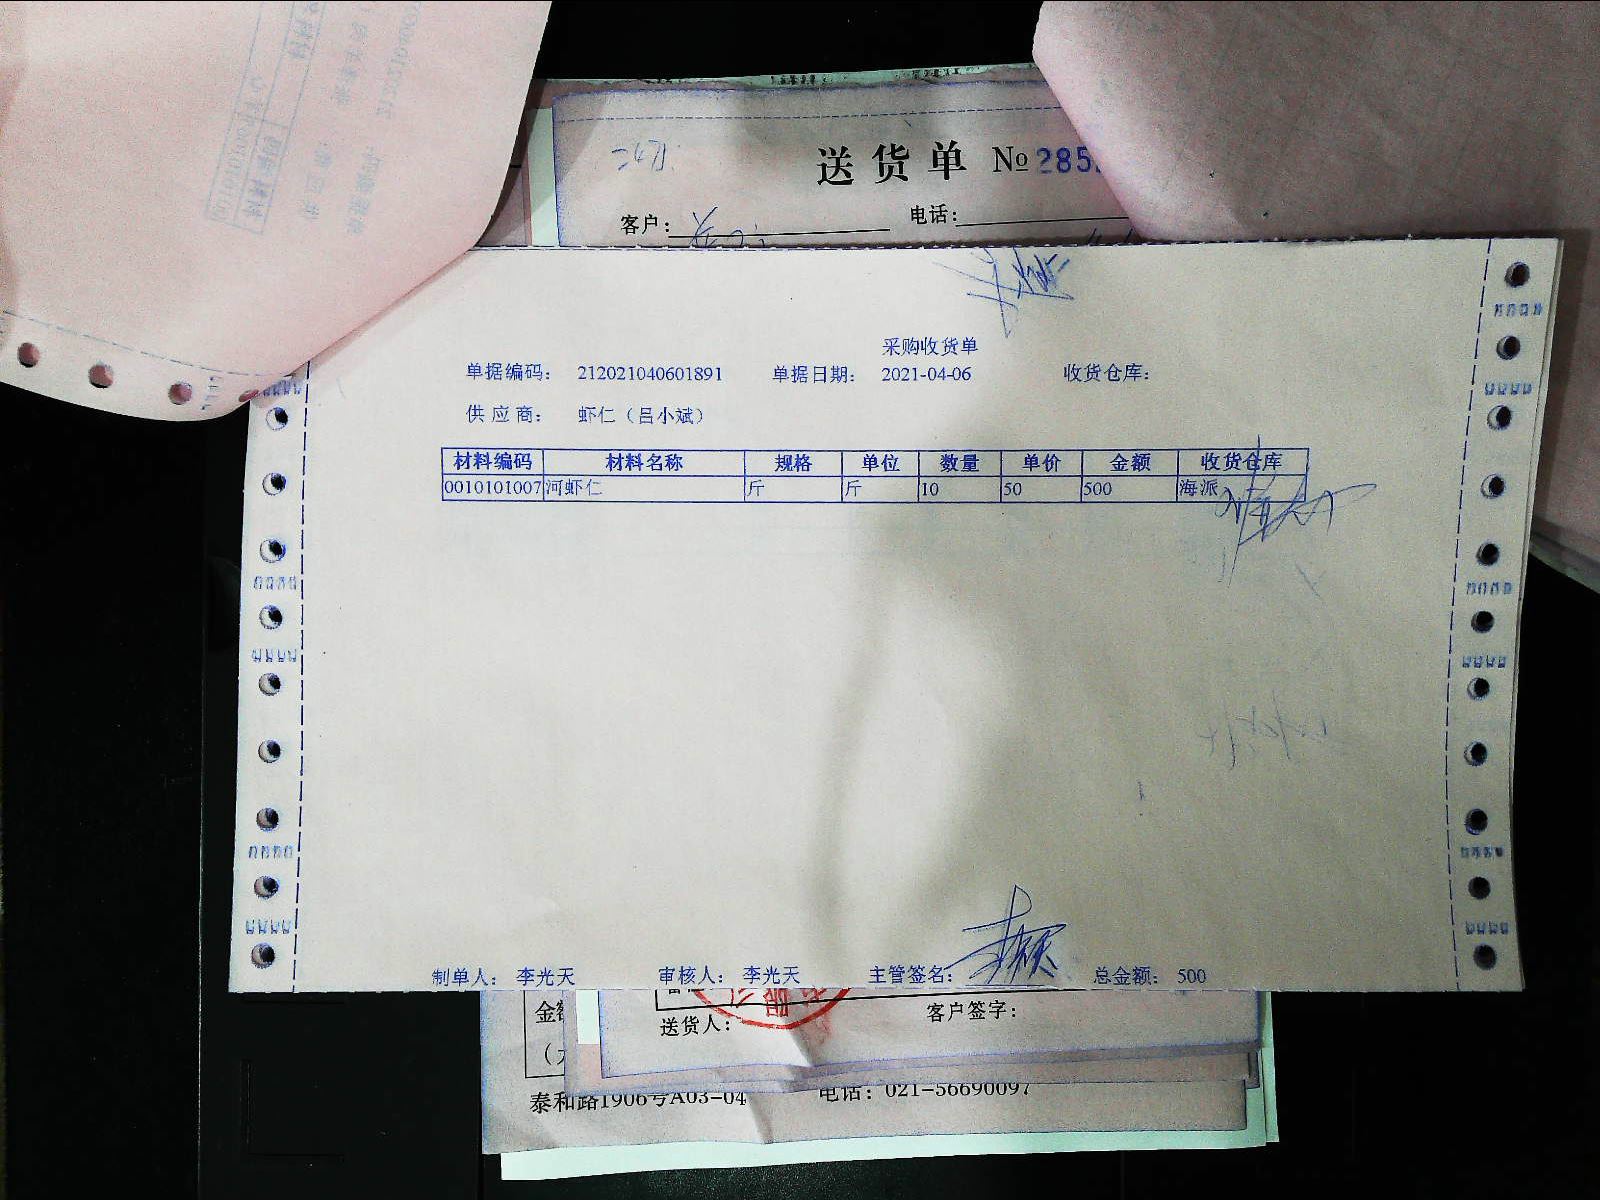 送货单 №285
客户： 电话：
采购收货单
单据编码： 212021040601891 单据日期： 2021-04-06 收货仓库：
供应商： 虾仁（吕小斌）
材料编码 材料名称 规格 单位 数量 单价 金额 收货仓库
0010101007 河虾仁 斤 斤 10 50 500 海派
制单人： 李光天 审核人： 李光天 主管签名： 总金额： 500
送货人： 客户签字：
泰和路1906号A03-04 电话：021-56690097